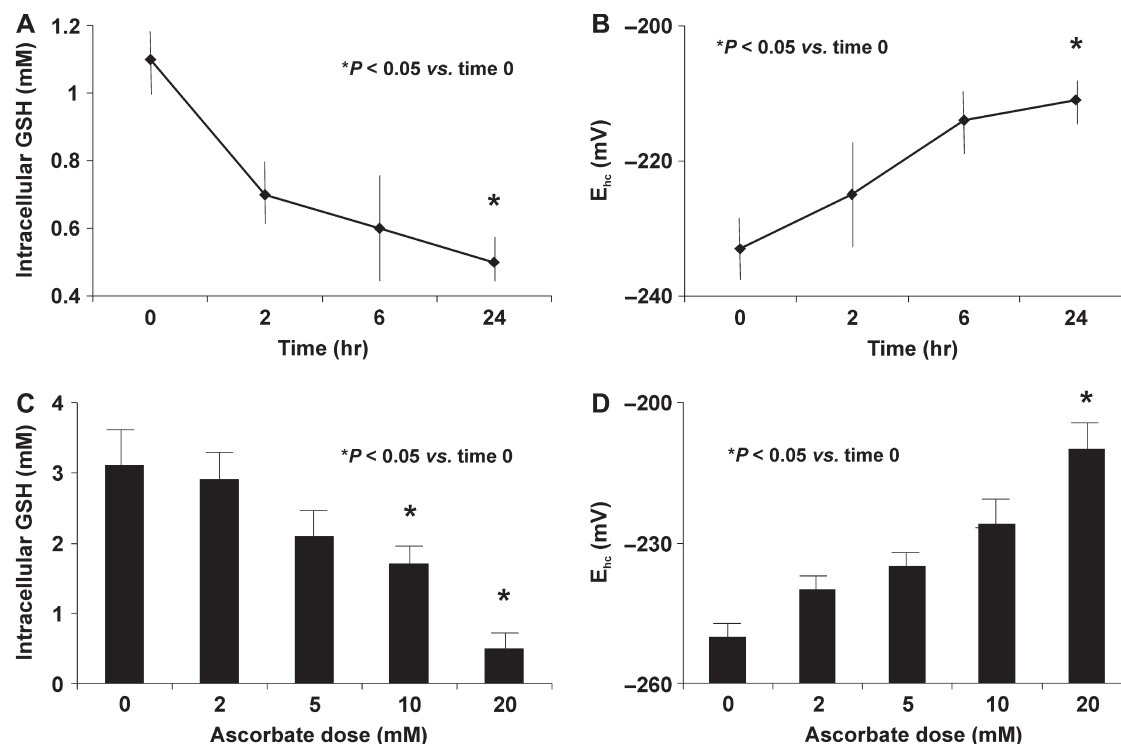 A
Intracellular GSH (mM)
1.2
1
0.8
0.6
0.4
*P < 0.05 vs. time 0
*
0 2 6 24
Time (hr)
B
Ehc (mV)
–200
–220
–240
*P < 0.05 vs. time 0
*
0 2 6 24
Time (hr)
C
Intracellular GSH (mM)
4
3
2
1
0
*P < 0.05 vs. time 0
*
*
0 2 5 10 20
Ascorbate dose (mM)
D
Ehc (mV)
–200
–230
–260
*P < 0.05 vs. time 0
*
0 2 5 10 20
Ascorbate dose (mM)